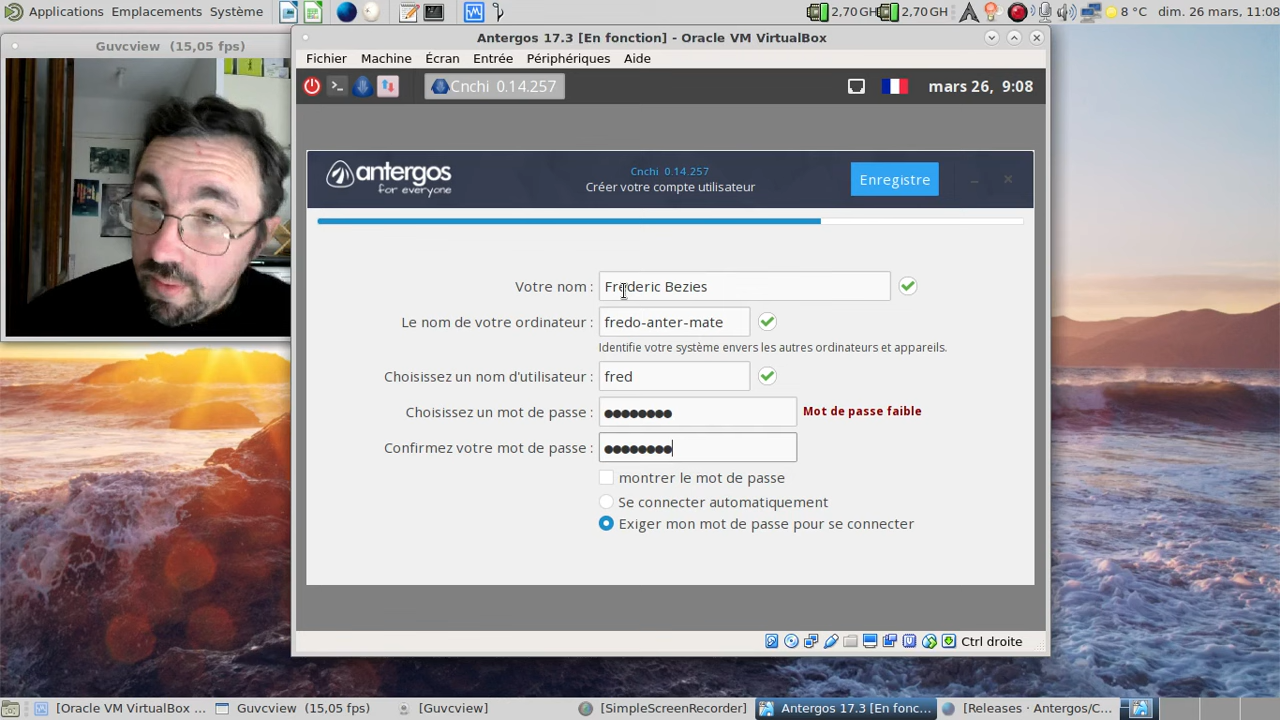 Applications Emplacements Système
2,70 GH 2,70 GH 8 °C dim. 26 mars, 11:08
Guvcview (15,05 fps)
Antergos 17.3 [En fonction] - Oracle VM VirtualBox
Fichier Machine Écran Entrée Périphériques Aide
Cnchi 0.14.257
mars 26, 9:08
antergos
for everyone
Cnchi 0.14.257
Créer votre compte utilisateur
Enregistre
Votre nom : Frederic Bezies
Le nom de votre ordinateur : fredo-anter-mate
Identifie votre système envers les autres ordinateurs et appareils.
Choisissez un nom d'utilisateur : fred
Choisissez un mot de passe : ●●●●●●●● Mot de passe faible
Confirmez votre mot de passe : ●●●●●●●●
montrer le mot de passe
Se connecter automatiquement
Exiger mon mot de passe pour se connecter
Ctrl droite
[Oracle VM VirtualBox ... Guvcview (15,05 fps) [Guvcview] [SimpleScreenRecorder] Antergos 17.3 [En fonc... [Releases · Antergos/C...